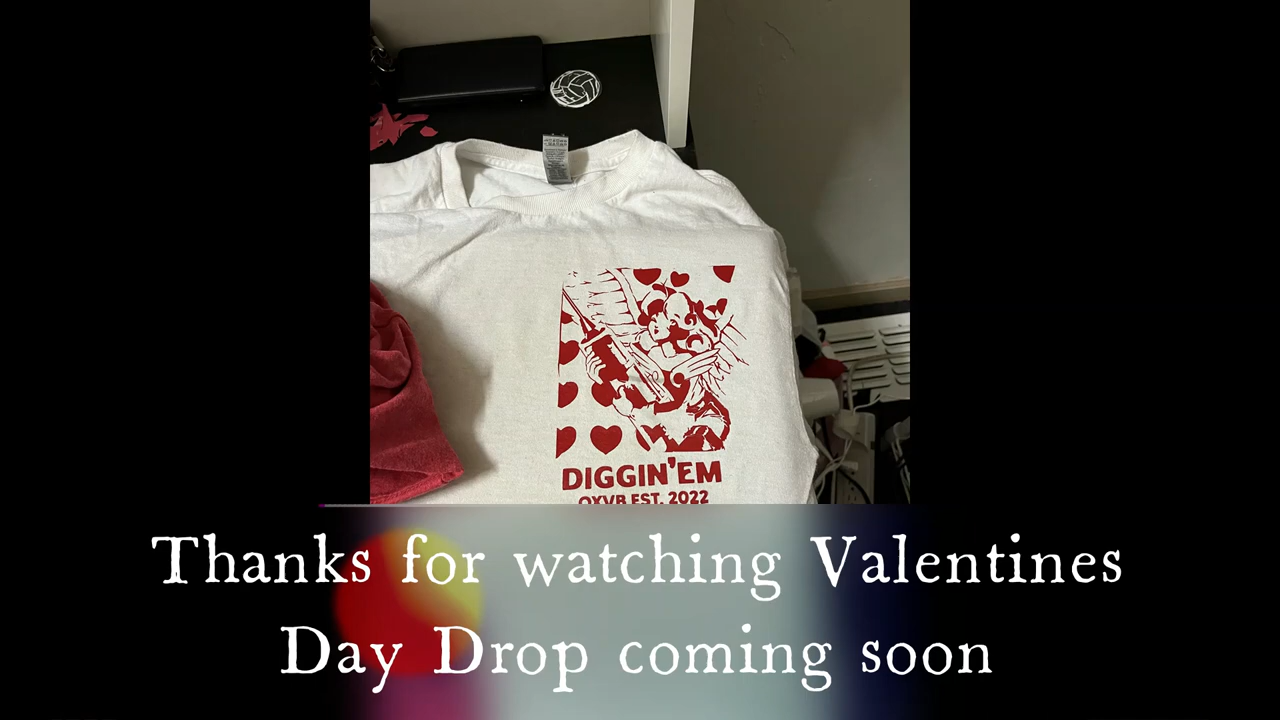 DIGGIN'EM
OXVB EST. 2022
Thanks for watching Valentines
Day Drop coming soon